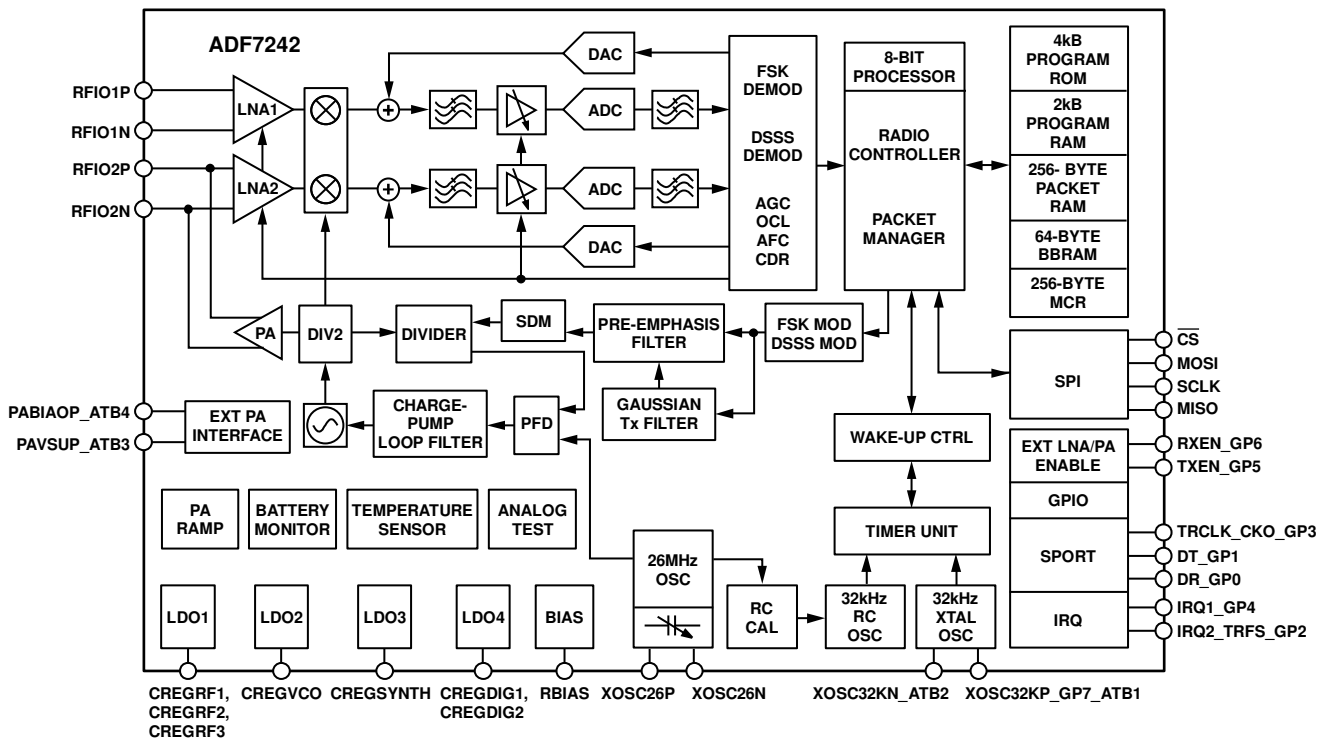 ADF7242
RFIO1P
RFIO1N
RFIO2P
RFIO2N
LNA1
LNA2
DAC
ADC
ADC
DAC
FSK
DEMOD
DSSS
DEMOD
AGC
OCL
AFC
CDR
8-BIT
PROCESSOR
RADIO
CONTROLLER
PACKET
MANAGER
4kB
PROGRAM
ROM
2kB
PROGRAM
RAM
256- BYTE
PACKET
RAM
64-BYTE
BBRAM
256-BYTE
MCR
PA
DIV2
DIVIDER
SDM
PRE-EMPHASIS
FILTER
FSK MOD
DSSS MOD
GAUSSIAN
Tx FILTER
PABIAOP_ATB4
PAVSUP_ATB3
EXT PA
INTERFACE
CHARGE-
PUMP
LOOP FILTER
PFD
SPI
CS
MOSI
SCLK
MISO
WAKE-UP CTRL
EXT LNA/PA
ENABLE
GPIO
SPORT
IRQ
RXEN_GP6
TXEN_GP5
TRCLK_CKO_GP3
DT_GP1
DR_GP0
IRQ1_GP4
IRQ2_TRFS_GP2
PA
RAMP
BATTERY
MONITOR
TEMPERATURE
SENSOR
ANALOG
TEST
TIMER UNIT
26MHz
OSC
LDO1
LDO2
LDO3
LDO4
BIAS
RC
CAL
32kHz
RC
OSC
32kHz
XTAL
OSC
CREGRF1,
CREGRF2,
CREGRF3
CREGVCO
CREGSYNTH
CREGDIG1,
CREGDIG2
RBIAS
XOSC26P
XOSC26N
XOSC32KN_ATB2
XOSC32KP_GP7_ATB1